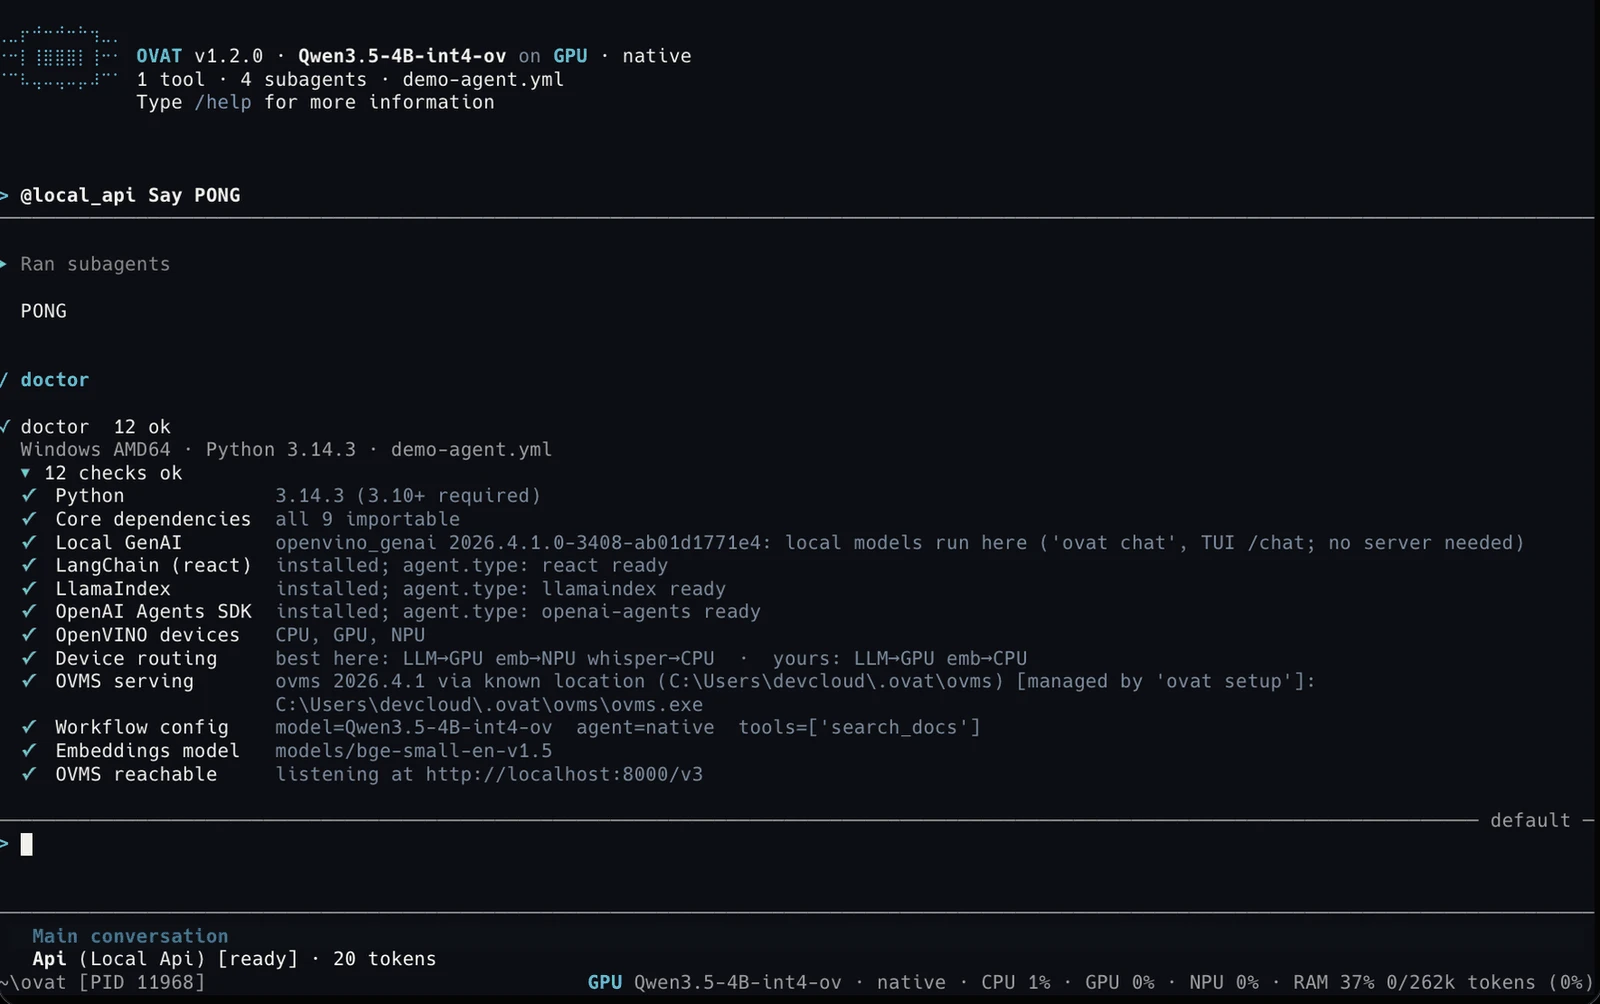 OVAT v1.2.0 · Qwen3.5-4B-int4-ov on GPU · native
1 tool · 4 subagents · demo-agent.yml
Type /help for more information
> @local_api Say PONG
▸ Ran subagents
PONG
/ doctor
✓ doctor  12 ok
Windows AMD64 · Python 3.14.3 · demo-agent.yml
▾ 12 checks ok
✓ Python 3.14.3 (3.10+ required)
✓ Core dependencies all 9 importable
✓ Local GenAI openvino_genai 2026.4.1.0-3408-ab01d1771e4: local models run here ('ovat chat', TUI /chat; no server needed)
✓ LangChain (react) installed; agent.type: react ready
✓ LlamaIndex installed; agent.type: llamaindex ready
✓ OpenAI Agents SDK installed; agent.type: openai-agents ready
✓ OpenVINO devices CPU, GPU, NPU
✓ Device routing best here: LLM→GPU emb→NPU whisper→CPU · yours: LLM→GPU emb→CPU
✓ OVMS serving ovms 2026.4.1 via known location (C:\Users\devcloud\.ovat\ovms) [managed by 'ovat setup']:
C:\Users\devcloud\.ovat\ovms\ovms.exe
✓ Workflow config model=Qwen3.5-4B-int4-ov agent=native tools=['search_docs']
✓ Embeddings model models/bge-small-en-v1.5
✓ OVMS reachable listening at http://localhost:8000/v3
default
>
Main conversation
Api (Local Api) [ready] · 20 tokens
~\ovat [PID 11968] GPU Qwen3.5-4B-int4-ov · native · CPU 1% · GPU 0% · NPU 0% · RAM 37% 0/262k tokens (0%)